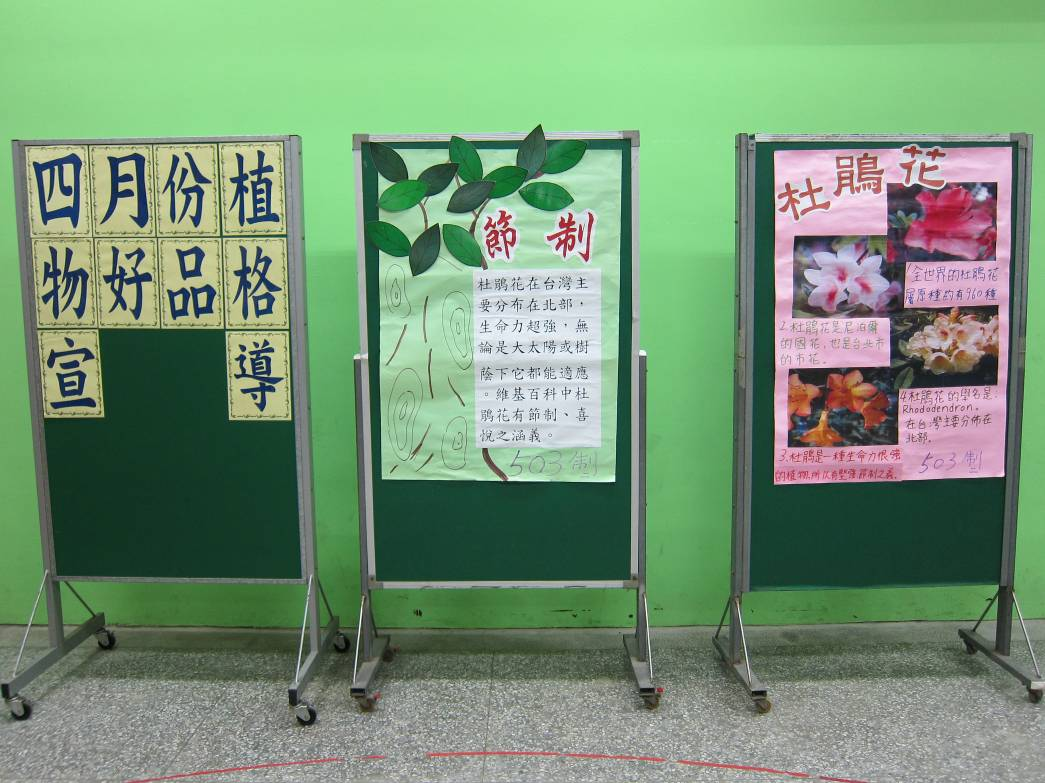 四月份植
物好品格
宣導
節制
杜鵑花在台灣主
要分布在北部，
生命力超強，無
論是大太陽或樹
蔭下它都能適應
。維基百科中杜
鵑花有節制、喜
悅之涵義。
503製
杜鵑花
1.全世界的杜鵑花
屬原種約有960種
2.杜鵑花是尼泊爾
的國花，也是台北市
的市花。
3.杜鵑是一種生命力很強
的植物,所以有堅強節制之義.
4.杜鵑花的學名是:
Rhododendron.
在台灣主要分佈在
北部.
503製